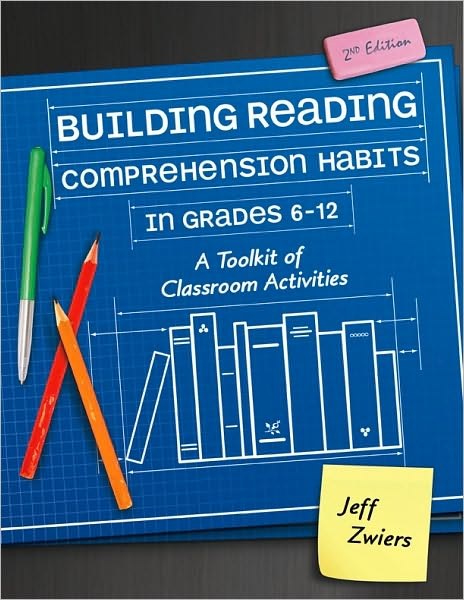 2ND Edition
BUILDING READING
COMPREHENSION HABITS
IN GRADES 6-12
A Toolkit of
Classroom Activities
Jeff
Zwiers